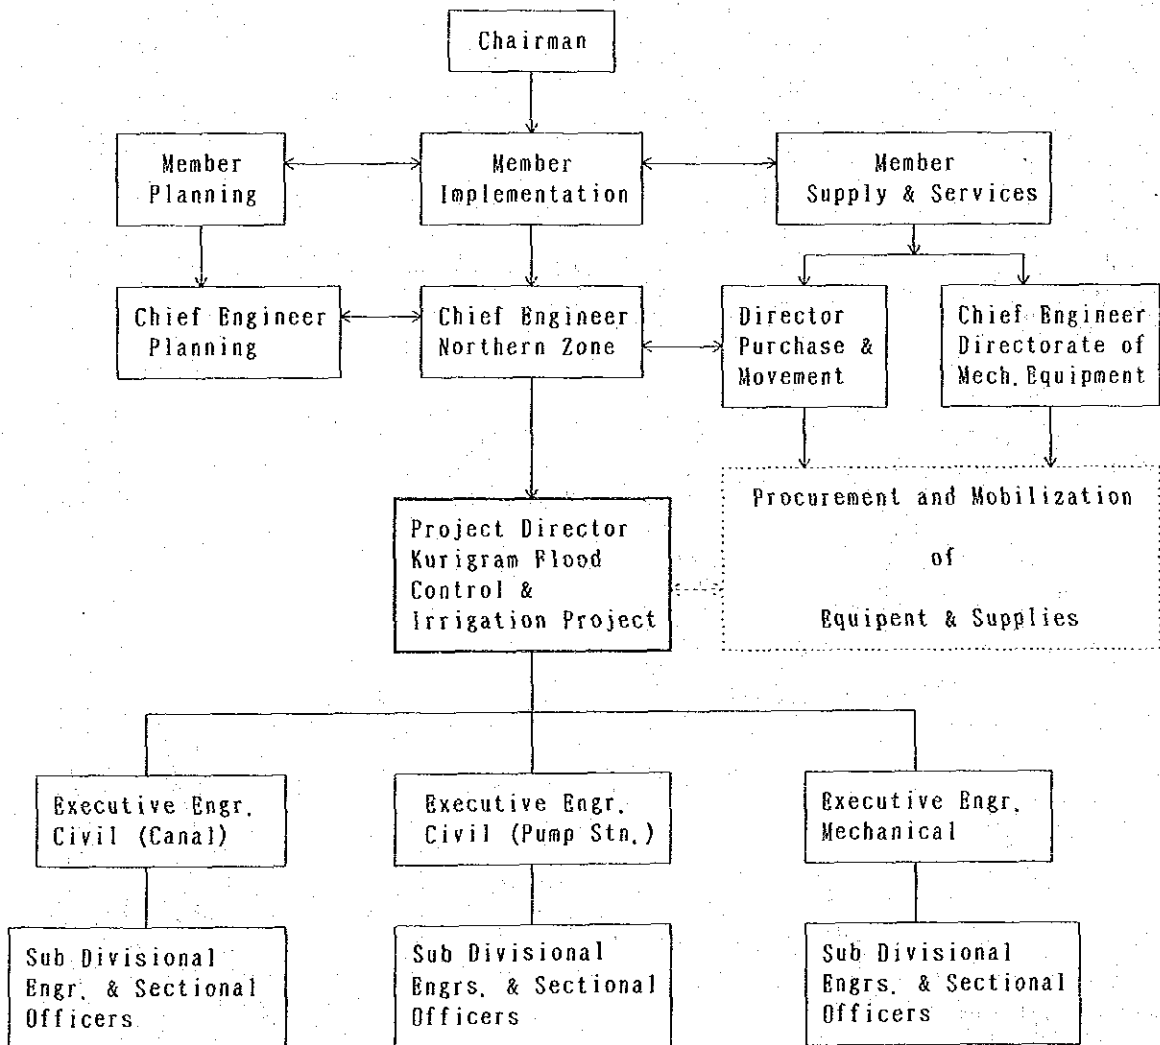 Chairman
Member
Planning
Member
Implementation
Member
Supply & Services
Chief Engineer
Planning
Chief Engineer
Northern Zone
Director
Purchase &
Movement
Chief Engineer
Directorate of
Mech. Equipment
Project Director
Kurigram Flood
Control &
Irrigation Project
Procurement and Mobilization
of
Equipent & Supplies
Executive Engr.
Civil (Canal)
Executive Engr.
Civil (Pump Stn.)
Executive Engr.
Mechanical
Sub Divisional
Engr. & Sectional
Officers
Sub Divisional
Engrs. & Sectional
Officers
Sub Divisional
Engrs. & Sectional
Officers